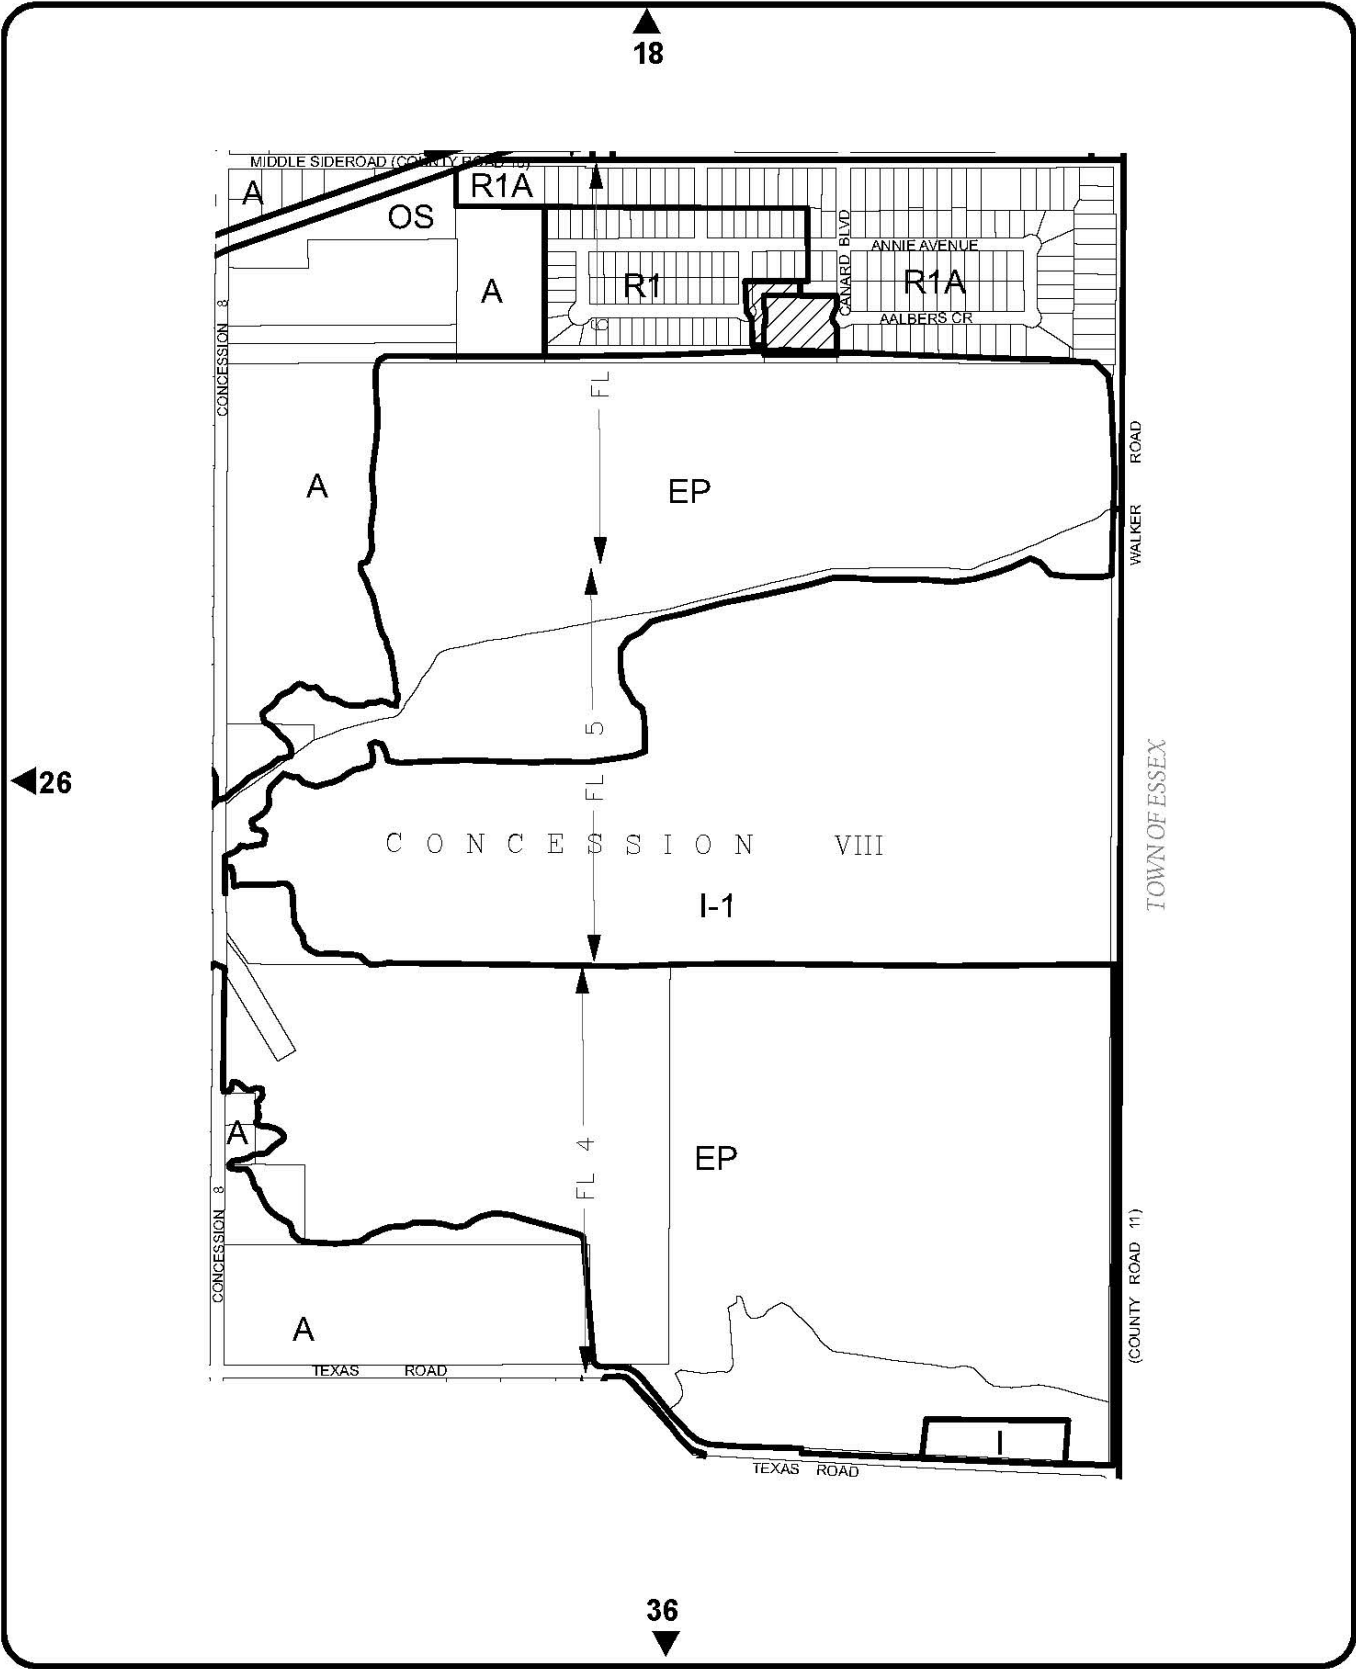 18
MIDDLE SIDEROAD (COUNTY ROAD 10)
A
R1A
OS
CANARD BLVD
ANNIE AVENUE
R1
R1A
A
AALBERS CR
CONCESSION 8
FL 6
A
EP
WALKER ROAD
FL 5
26
TOWN OF ESSEX
CONCESSION VIII
I-1
A
FL 4
EP
CONCESSION 8
(COUNTY ROAD 11)
A
TEXAS ROAD
I
TEXAS ROAD
36